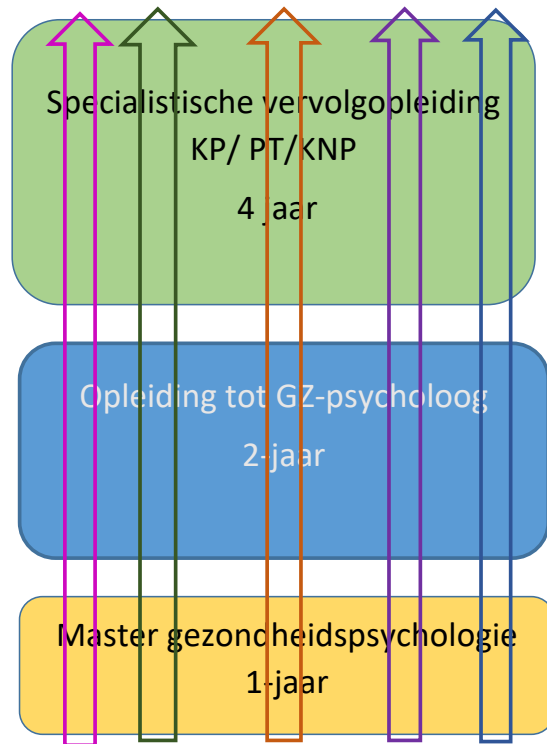 Specialistische vervolgopleiding
KP/ PT/KNP
4 jaar
Opleiding tot GZ-psycholoog
2-jaar
Master gezondheidspsychologie
1-jaar